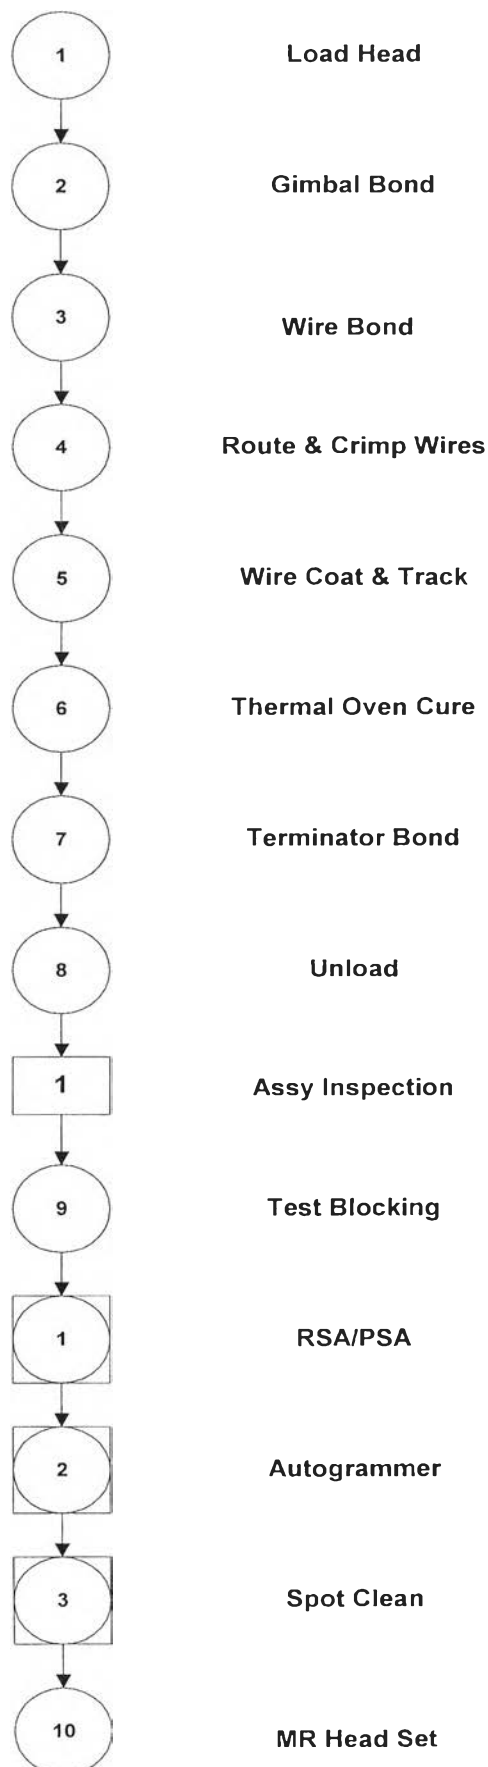 1 Load Head
2 Gimbal Bond
3 Wire Bond
4 Route & Crimp Wires
5 Wire Coat & Track
6 Thermal Oven Cure
7 Terminator Bond
8 Unload
1 Assy Inspection
9 Test Blocking
1 RSA/PSA
2 Autogrammer
3 Spot Clean
10 MR Head Set